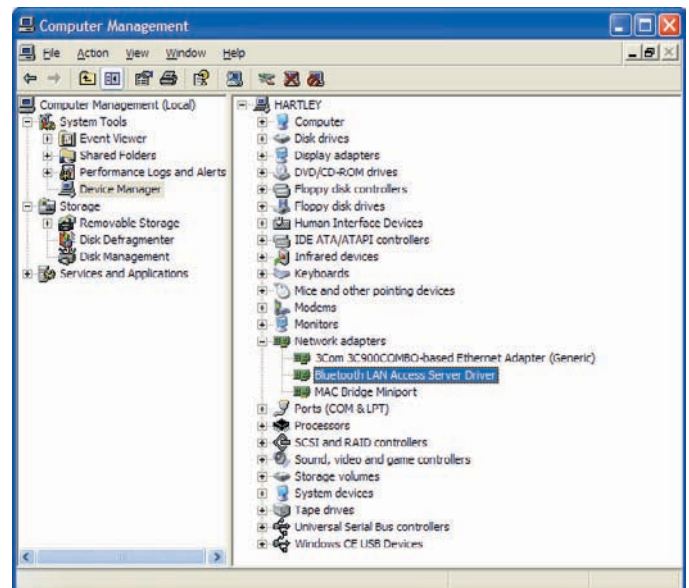 Computer Management
File Action View Window Help
Computer Management (Local)
System Tools
Event Viewer
Shared Folders
Performance Logs and Alerts
Device Manager
Storage
Removable Storage
Disk Defragmenter
Disk Management
Services and Applications
HARTLEY
Computer
Disk drives
Display adapters
DVD/CD-ROM drives
Floppy disk controllers
Floppy disk drives
Human Interface Devices
IDE ATA/ATAPI controllers
Infrared devices
Keyboards
Mice and other pointing devices
Modems
Monitors
Network adapters
3Com 3C900COMBO-based Ethernet Adapter (Generic)
Bluetooth LAN Access Server Driver
MAC Bridge Miniport
Ports (COM & LPT)
Processors
SCSI and RAID controllers
Sound, video and game controllers
Storage volumes
System devices
Tape drives
Universal Serial Bus controllers
Windows CE USB Devices